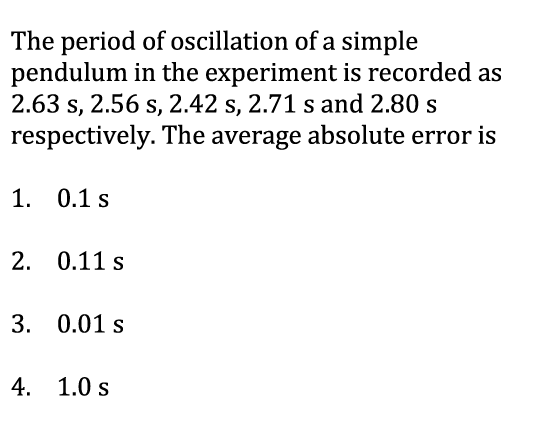 The period of oscillation of a simple
pendulum in the experiment is recorded as
2.63 s, 2.56 s, 2.42 s, 2.71 s and 2.80 s
respectively. The average absolute error is
1. 0.1 s
2. 0.11 s
3. 0.01 s
4. 1.0 s